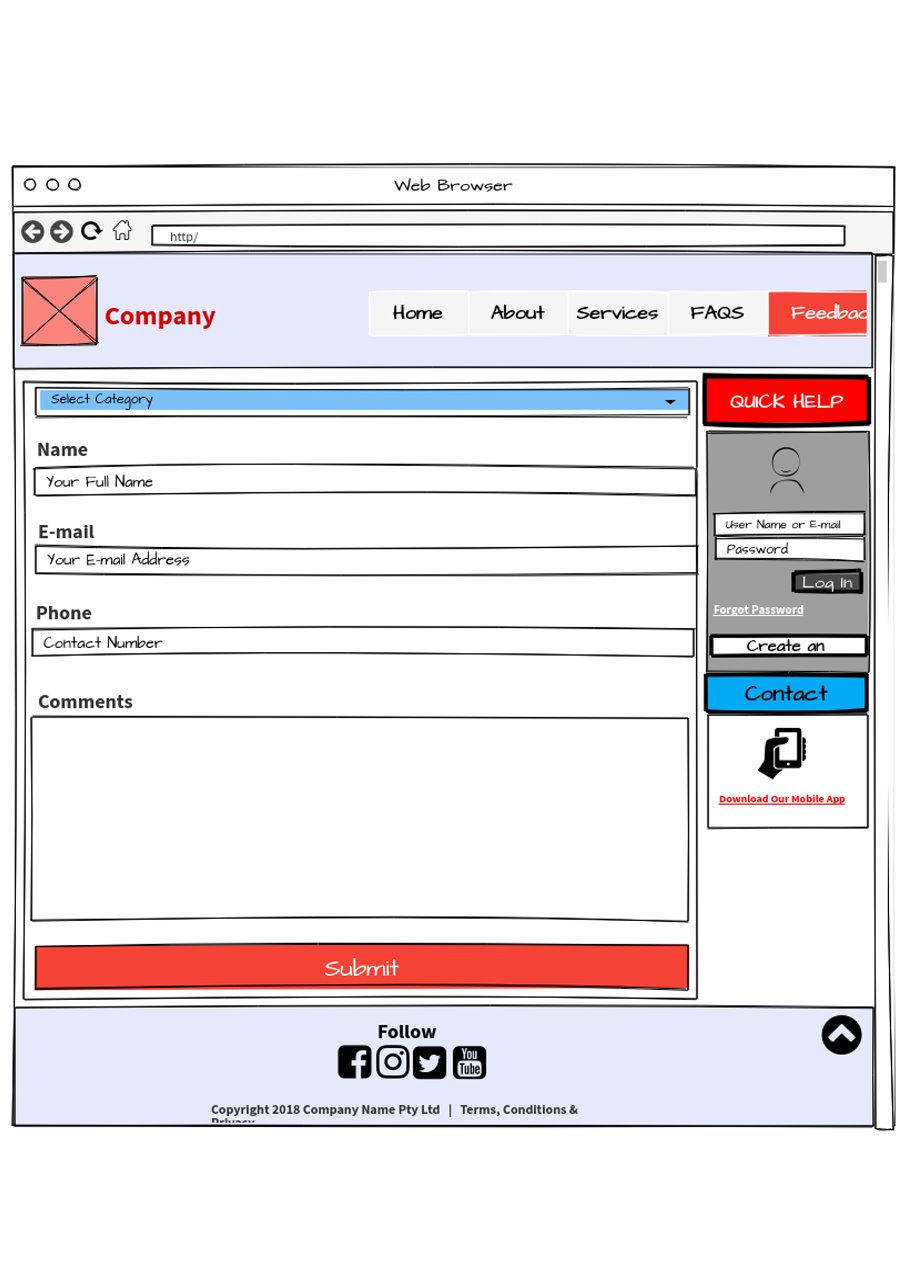 Web Browser
http/
Company
Home
About
Services
FAQS
Feedbac
Select Category
Name
Your Full Name
E-mail
Your E-mail Address
Phone
Contact Number
Comments
Submit
QUICK HELP
User Name or E-mail
Password
Log In
Forgot Password
Create an
Contact
Download Our Mobile App
Follow
You
Tube
Copyright 2018 Company Name Pty Ltd | Terms, Conditions &
Privacy